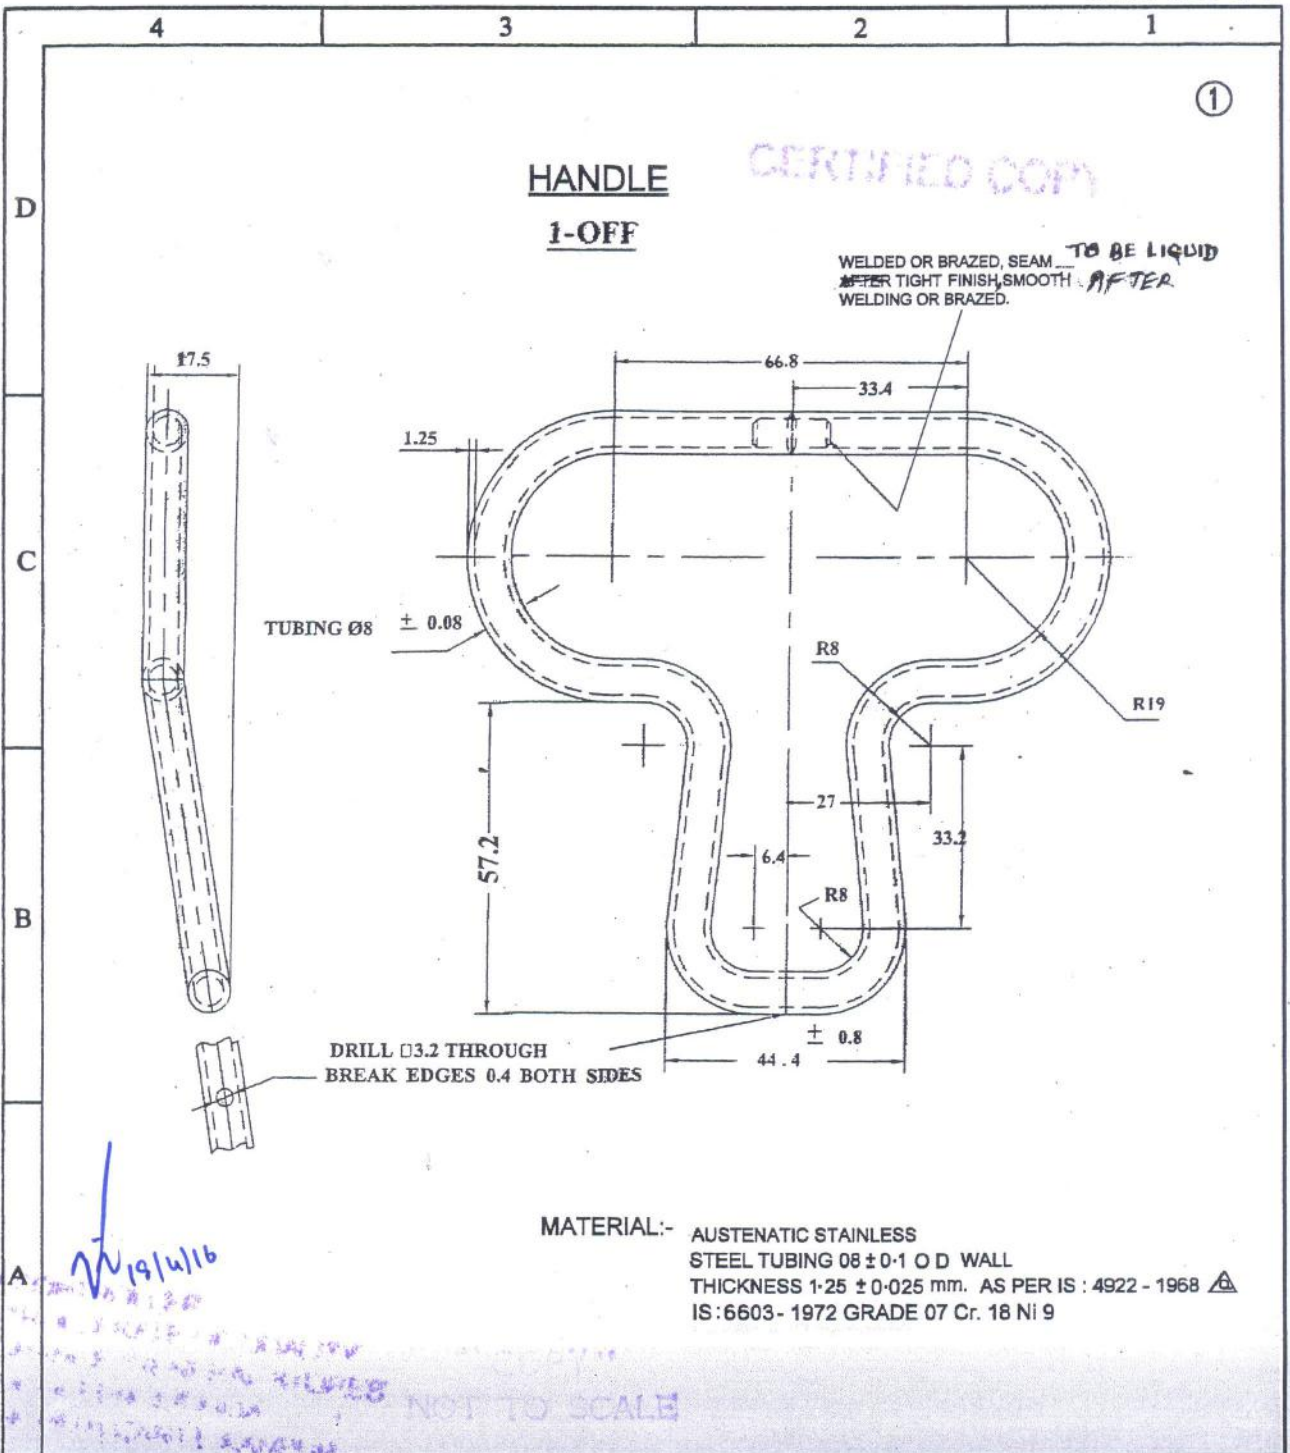 4 3 2 1
①
HANDLE
CERTIFIED COPY
1-OFF
D
WELDED OR BRAZED, SEAM TO BE LIQUID
AFTER TIGHT FINISH, SMOOTH AFTER
WELDING OR BRAZED.
17.5
66.8
33.4
1.25
C
TUBING Ø8 ± 0.08
R8
R19
27
57.2
33.2
6.4
R8
B
± 0.8
DRILL □3.2 THROUGH
44.4
BREAK EDGES 0.4 BOTH SIDES
MATERIAL:- AUSTENATIC STAINLESS
STEEL TUBING 08 ± 0·1 O D WALL
THICKNESS 1·25 ± 0·025 mm. AS PER IS : 4922 - 1968
IS : 6603 - 1972 GRADE 07 Cr. 18 Ni 9
19/4/16
A
NOT TO SCALE